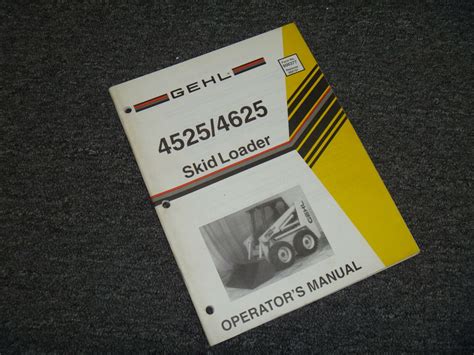 GEHL
4525/4625
Skid Loader
GEHL
OPERATOR'S MANUAL